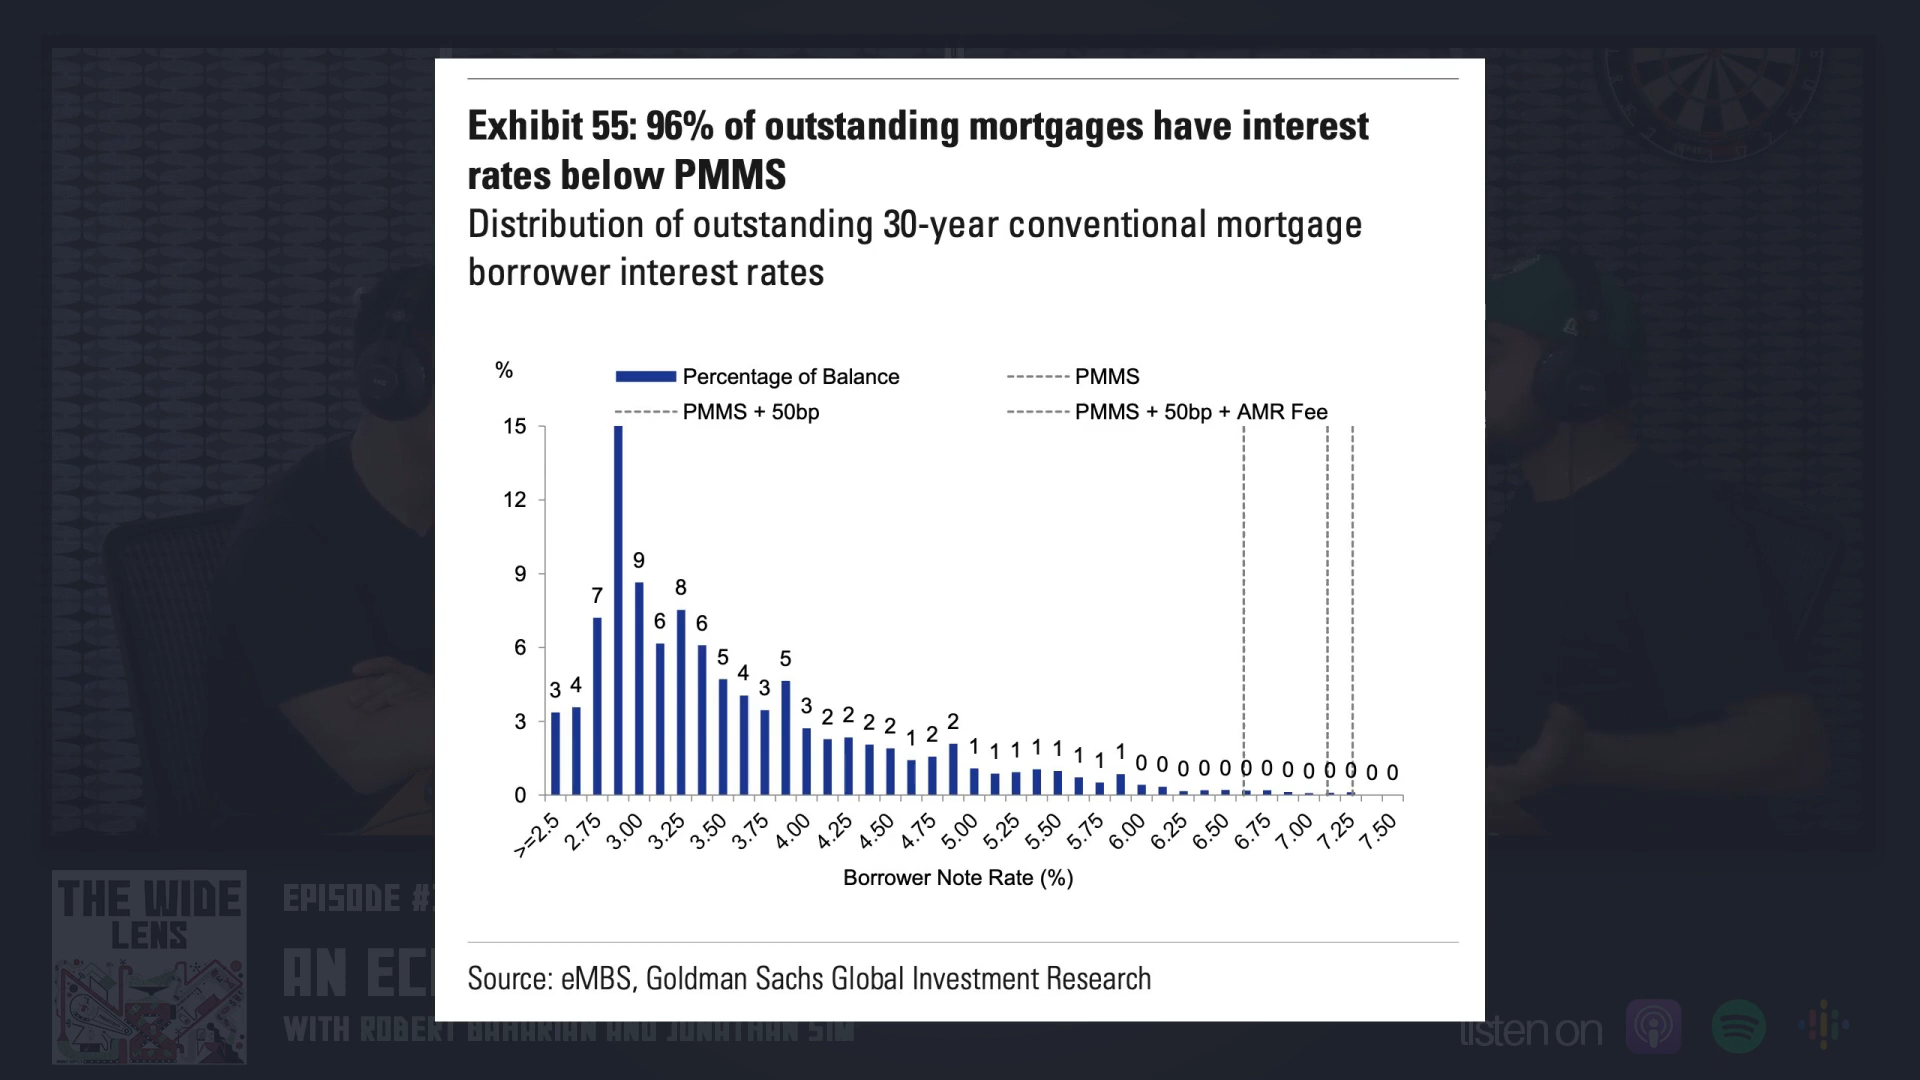 Exhibit 55: 96% of outstanding mortgages have interest
rates below PMMS
Distribution of outstanding 30-year conventional mortgage
borrower interest rates
%
Percentage of Balance
PMMS
PMMS + 50bp
PMMS + 50bp + AMR Fee
15
12
9
6
3
0
3 4 7 9 6 8 6 5 4 3 5 3 2 2 2 2 1 2 2 1 1 1 1 1 1 1 1 0 0 0 0 0 0 0 0 0 0 0 0 0
>=2.5 2.75 3.00 3.25 3.50 3.75 4.00 4.25 4.50 4.75 5.00 5.25 5.50 5.75 6.00 6.25 6.50 6.75 7.00 7.25 7.50
Borrower Note Rate (%)
Source: eMBS, Goldman Sachs Global Investment Research
THE WIDE
LENS
EPISODE #
AN EC
WITH ROBERT BAHARIAN AND JONATHAN SIM
listen on